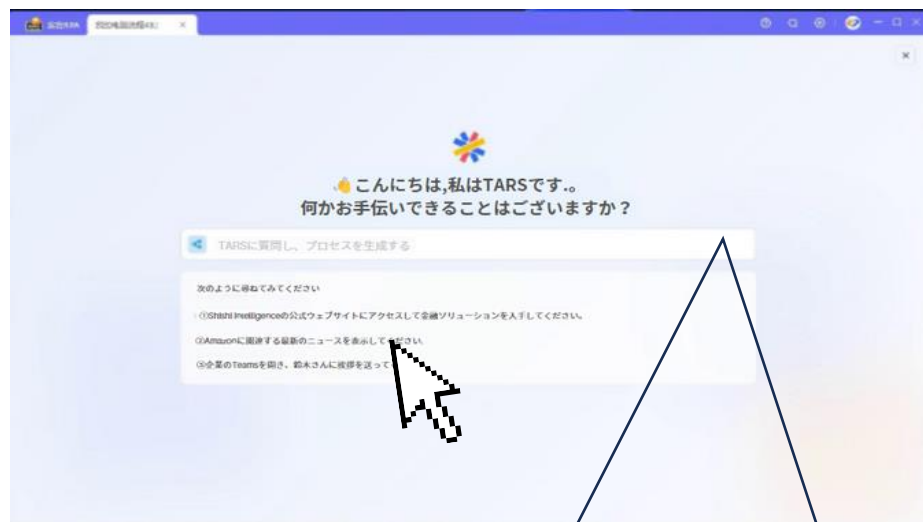 こんにちは,私はTARSです.。
何かお手伝いできることはございますか？
TARSに質問し、プロセスを生成する
次のように尋ねてみてください
①Shishi Inteligenceの公式ウェブサイトにアクセスして金融ソリューションを入手してください。
②Amazonに関連する最新のニュースを表示してください
③企業のTeamsを開き、鈴木さんに挨拶を送って